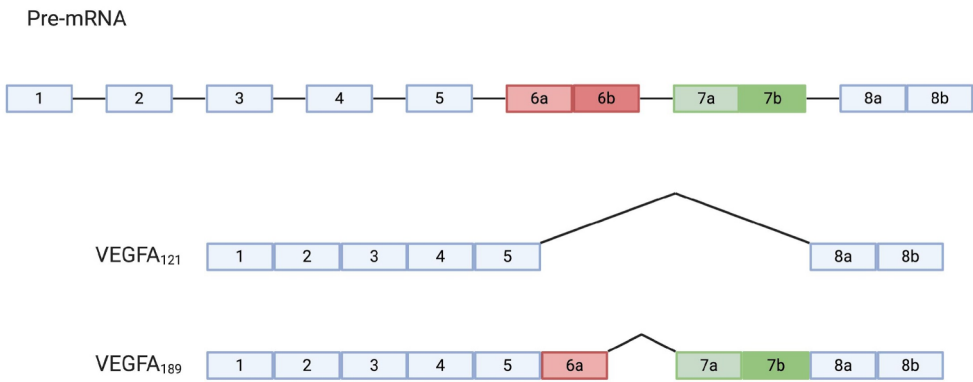 Pre-mRNA
1 2 3 4 5 6a 6b 7a 7b 8a 8b
VEGFA₁₂₁ 1 2 3 4 5 8a 8b
VEGFA₁₈₉ 1 2 3 4 5 6a 7a 7b 8a 8b